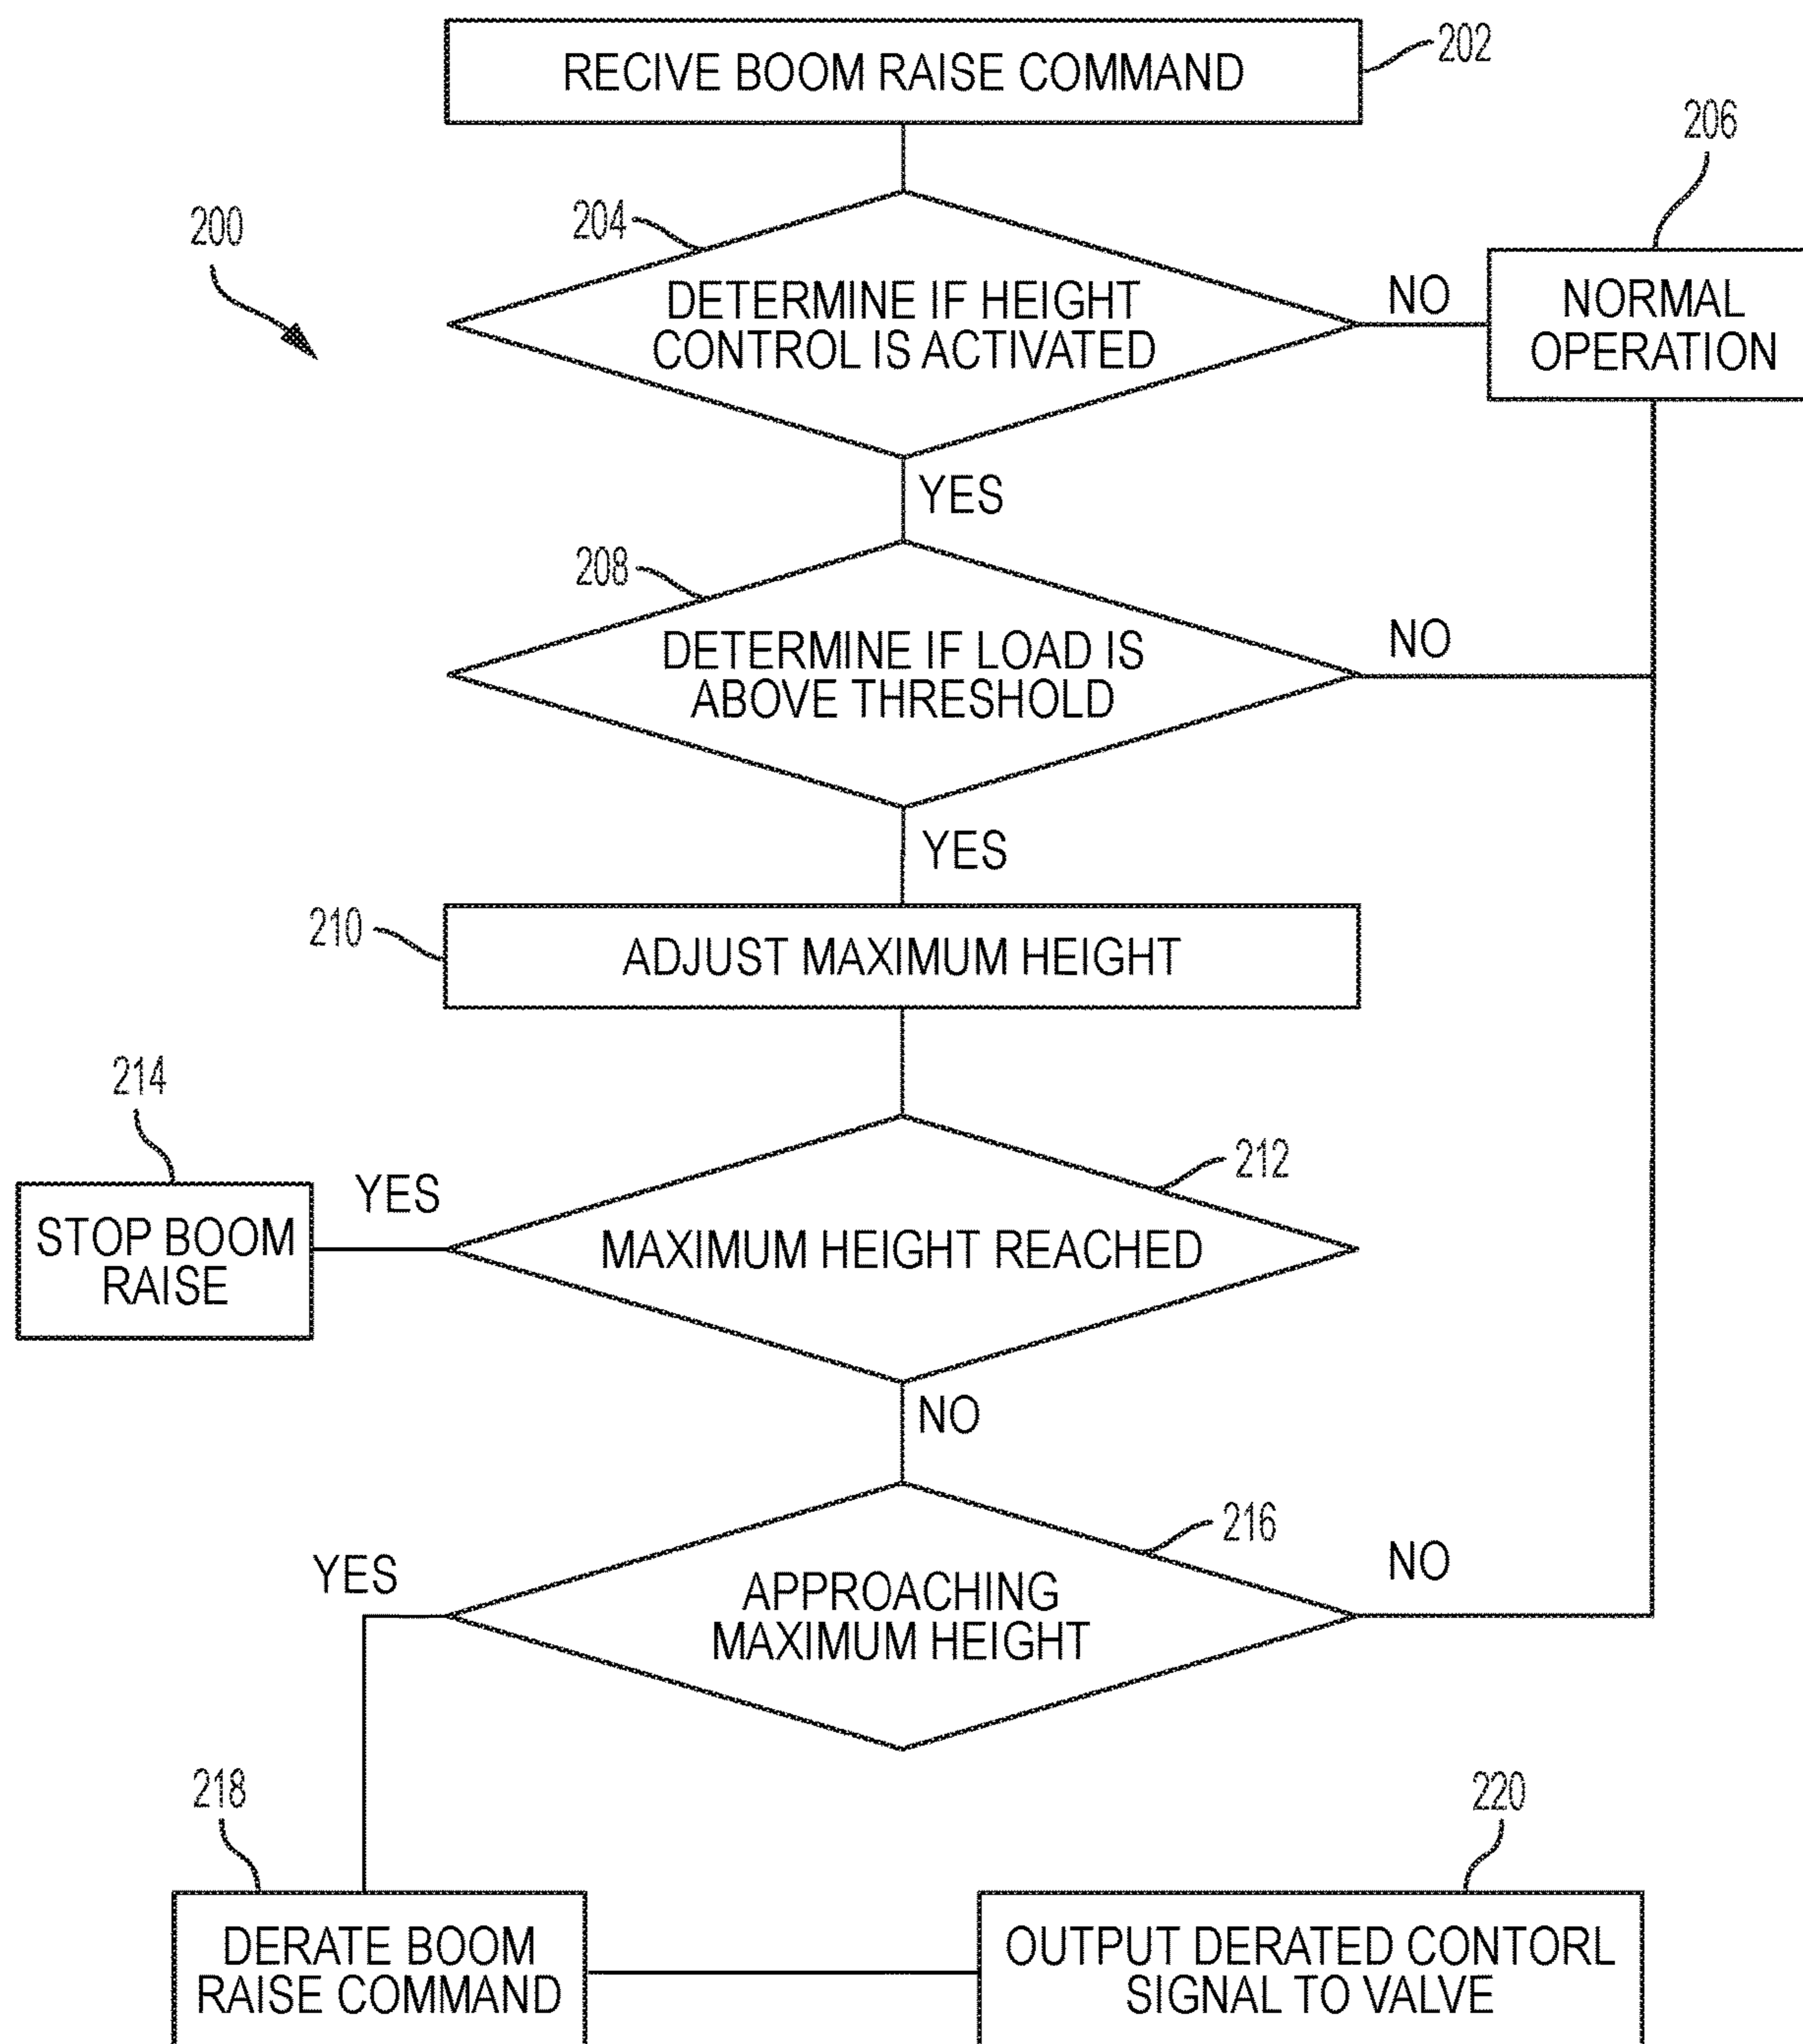 RECIVE BOOM RAISE COMMAND
202
206
204
200
DETERMINE IF HEIGHT
CONTROL IS ACTIVATED
NO
NORMAL
OPERATION
YES
208
DETERMINE IF LOAD IS
ABOVE THRESHOLD
NO
YES
210
ADJUST MAXIMUM HEIGHT
214
212
YES
STOP BOOM
RAISE
MAXIMUM HEIGHT REACHED
NO
216
YES
APPROACHING
MAXIMUM HEIGHT
NO
218
220
DERATE BOOM
RAISE COMMAND
OUTPUT DERATED CONTORL
SIGNAL TO VALVE